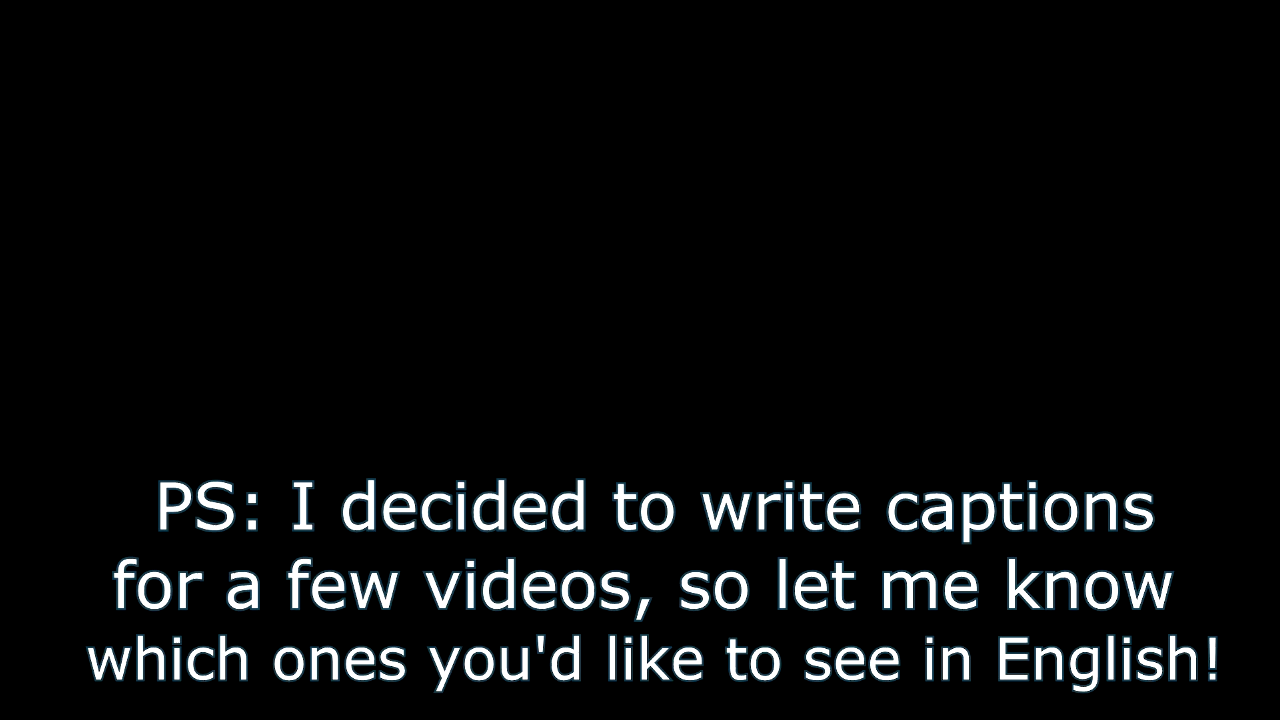 PS: I decided to write captions
for a few videos, so let me know
which ones you'd like to see in English!